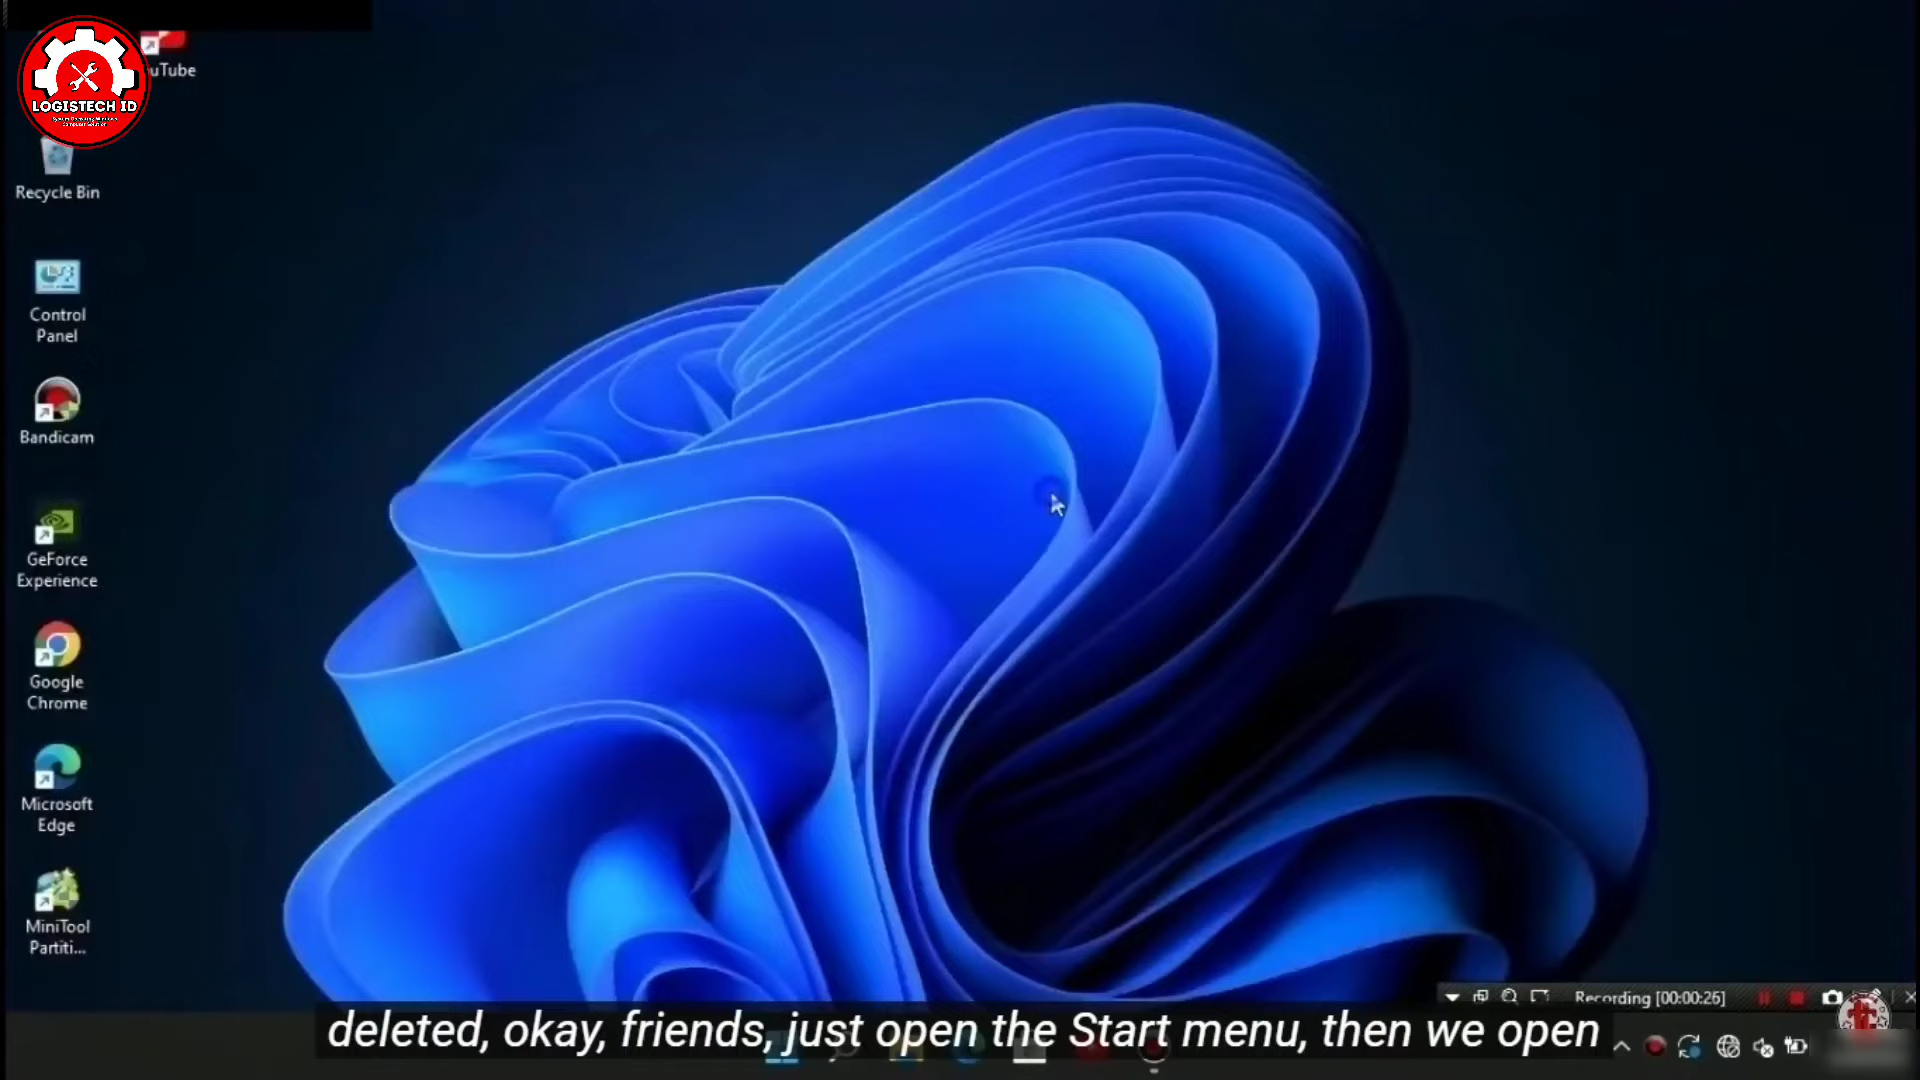 LOGISTECH ID
uTube
Recycle Bin
Control
Panel
Bandicam
GeForce
Experience
Google
Chrome
Microsoft
Edge
MiniTool
Partiti...
Recording [00:00:26]
deleted, okay, friends, just open the Start menu, then we open